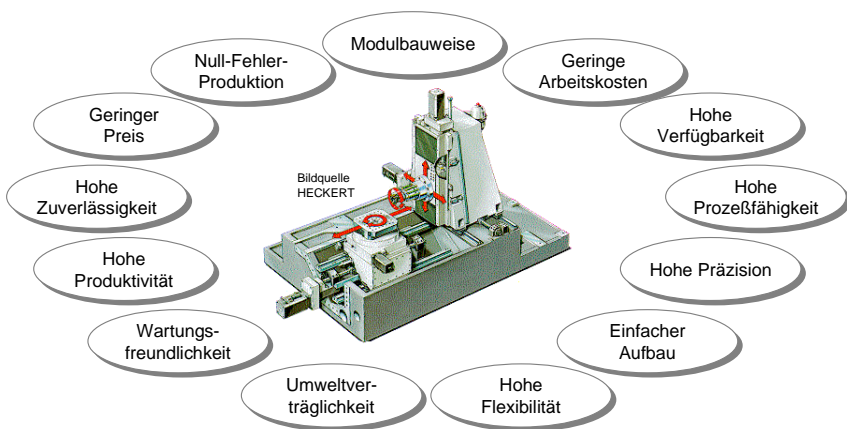 Modulbauweise
Null-Fehler-
Produktion
Geringe
Arbeitskosten
Geringer
Preis
Hohe
Verfügbarkeit
Bildquelle
HECKERT
Hohe
Zuverlässigkeit
Hohe
Prozeßfähigkeit
Hohe
Produktivität
Hohe Präzision
Wartungs-
freundlichkeit
Einfacher
Aufbau
Umweltver-
träglichkeit
Hohe
Flexibilität